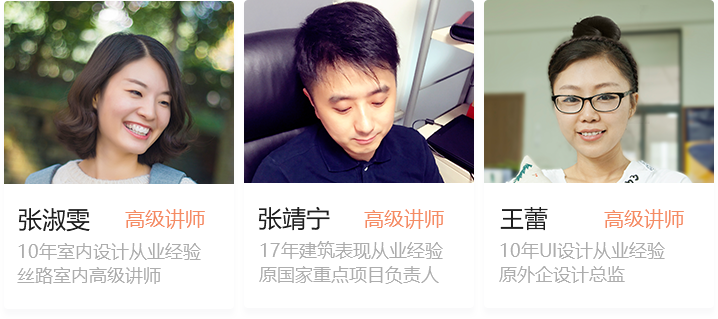 张淑雯 高级讲师
10年室内设计从业经验
丝路室内高级讲师
张靖宁 高级讲师
17年建筑表现从业经验
原国家重点项目负责人
王蕾 高级讲师
10年UI设计从业经验
原外企设计总监